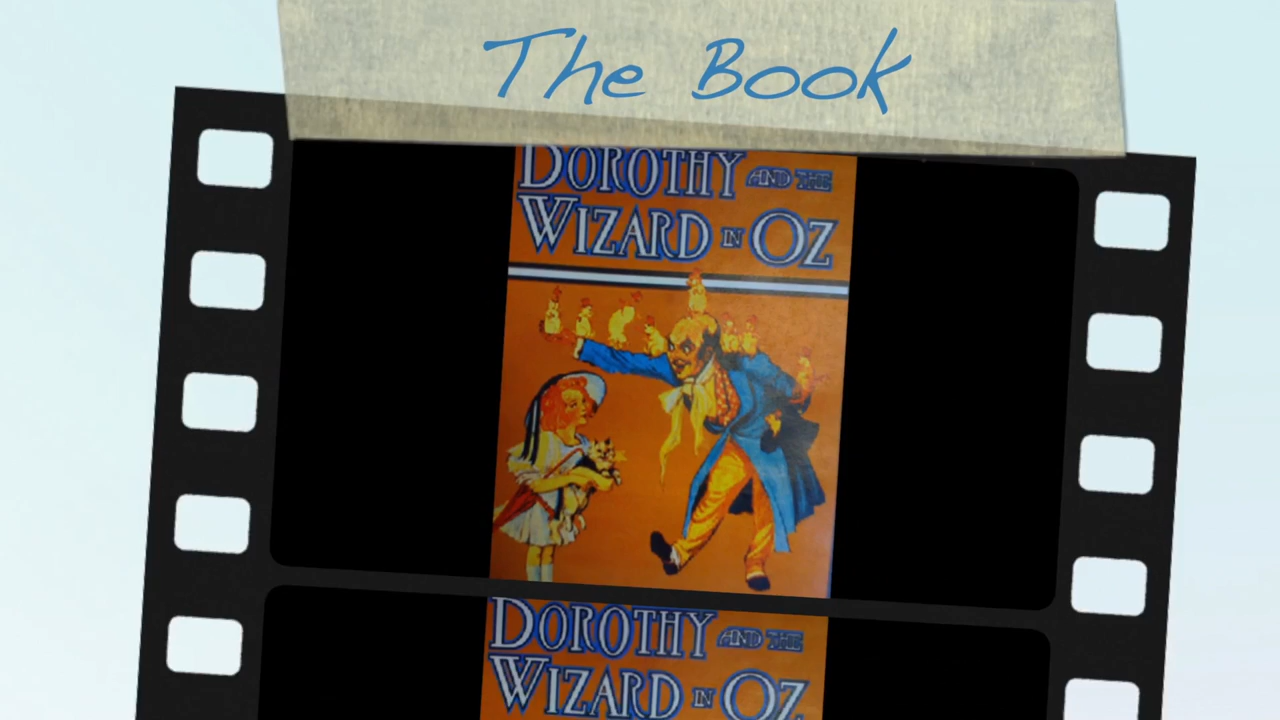 The Book
DOROTHY AND THE
WIZARD IN OZ
DOROTHY AND THE
WIZARD IN OZ